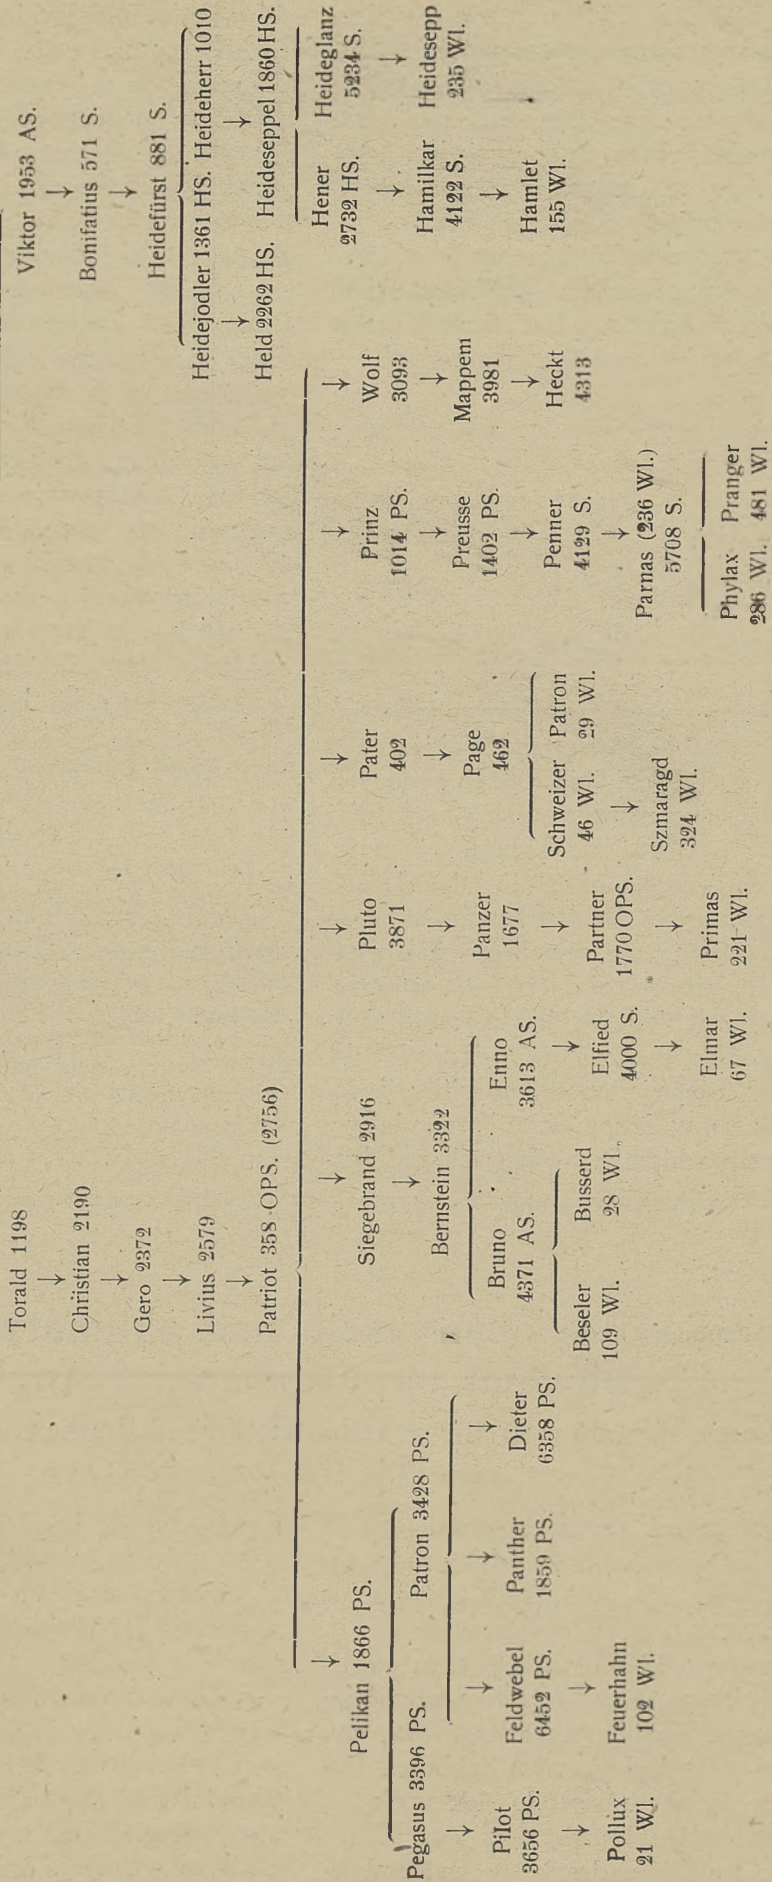 Torald 1198
Christian 2190
Gero 2372
Livius 2579
Patriot 358 OPS. (2756)
Pelikan 1866 PS.
Pegasus 3396 PS.
Patron 3428 PS.
Pilot
3656 PS.
Pollux
21 Wl.
Feldwebel
6452 PS.
Feuerhahn
102 Wl.
Panther
1859 PS.
Dieter
6358 PS.
Siegebrand 2916
Bernstein 3322
Bruno
4371 AS.
Beseler
109 Wl.
Busserd
28 Wl.
Enno
3613 AS.
Elfied
4000 S.
Elmar
67 Wl.
Pluto
3871
Panzer
1677
Partner
1770 OPS.
Primas
221 Wl.
Pater
402
Page
462
Schweizer
46 Wl.
Patron
29 Wl.
Szmaragd
324 Wl.
Prinz
1014 PS.
Preusse
1402 PS.
Penner
4129 S.
Parnas (236 Wl.)
5708 S.
Phylax
286 Wl.
Pranger
481 Wl.
Wolf
3093
Mappem
3981
Heckt
4313
Viktor 1953 AS.
Bonifatius 571 S.
Heidefürst 881 S.
Heidejodler 1361 HS. Heideherr 1010
Held 2262 HS. Heideseppel 1860 HS.
Hener
2732 HS.
Hamilkar
4122 S.
Hamlet
155 Wl.
Heideglanz
5234 S.
Heidesepp
235 Wl.